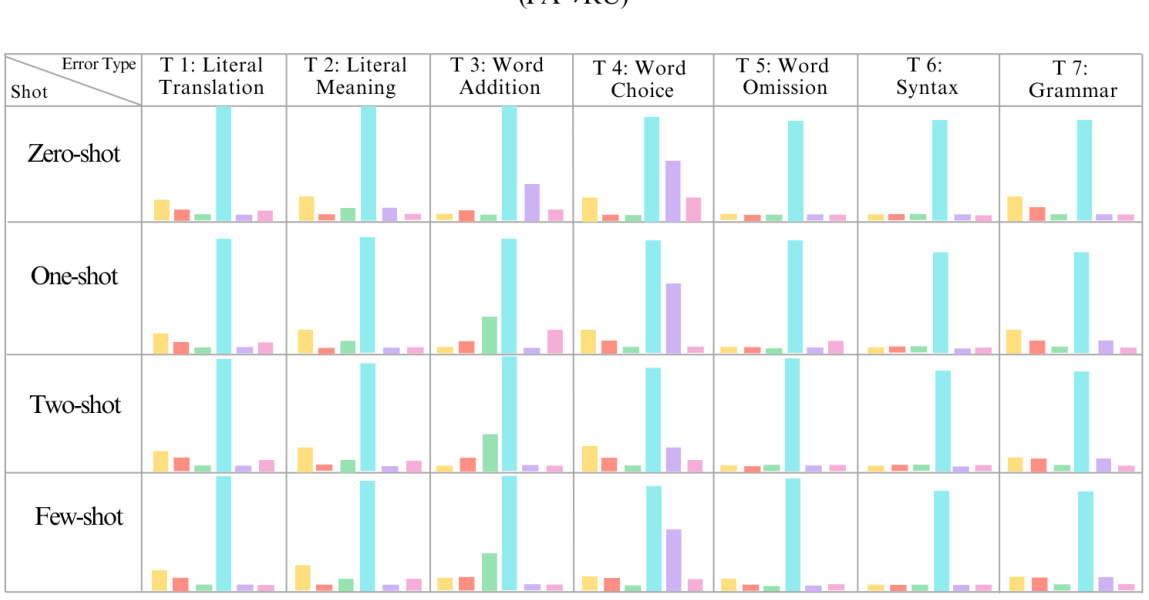 Error Type
Shot
T 1: Literal
Translation
T 2: Literal
Meaning
T 3: Word
Addition
T 4: Word
Choice
T 5: Word
Omission
T 6:
Syntax
T 7:
Grammar
Zero-shot
One-shot
Two-shot
Few-shot